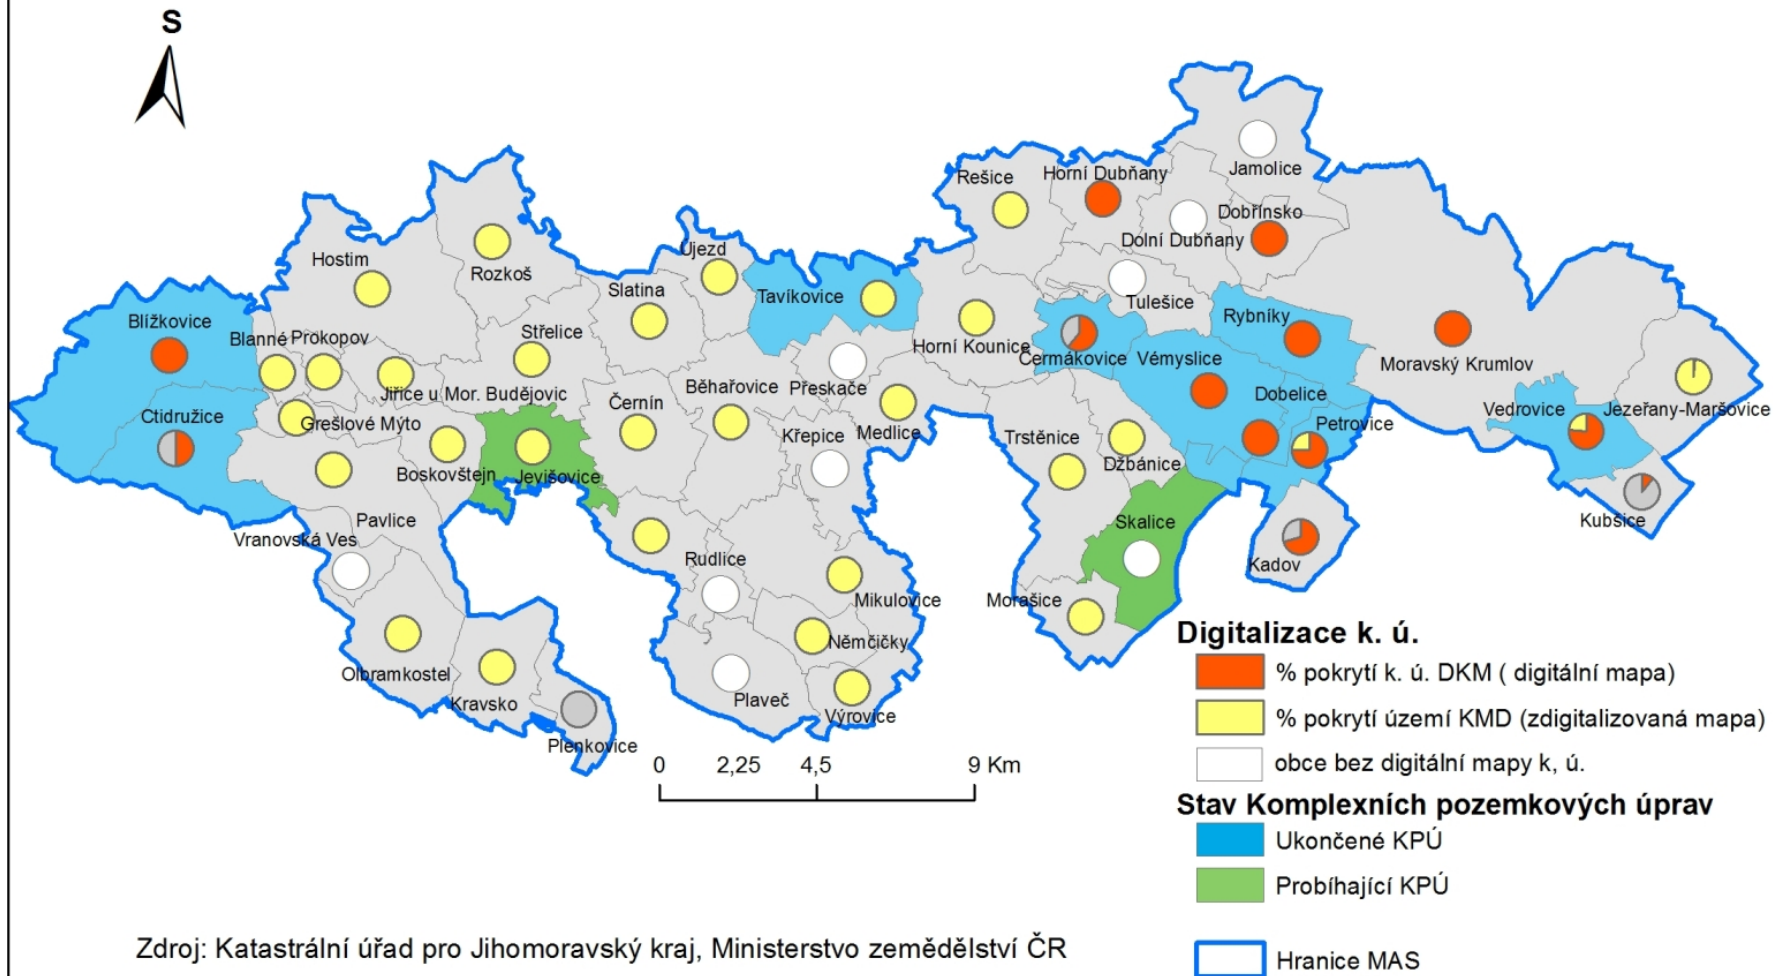 S
Jamolice
Rešice
Horní Dubňany
Dobřínsko
Dolní Dubňany
Hostim
Rozkoš
Újezd
Slatina
Tavíkovice
Tulešice
Blížkovice
Blanné
Prokopov
Střelice
Horní Kounice
Čermákovice
Rybníky
Vémyslice
Moravský Krumlov
Jiřice u Mor. Budějovic
Běhařovice
Přeskače
Dobelice
Ctidružice
Grešlové Mýto
Černín
Křepice
Medlice
Trstěnice
Petrovice
Vedrovice
Jezeřany-Maršovice
Boskovštejn
Jevišovice
Džbánice
Pavlice
Vranovská Ves
Skalice
Kubšice
Rudlice
Kadov
Mikulovice
Morašice
Němčičky
Olbramkostel
Kravsko
Plaveč
Výrovice
Plenkovice
0 2,25 4,5 9 Km
Digitalizace k. ú.
% pokrytí k. ú. DKM ( digitální mapa)
% pokrytí území KMD (zdigitalizovaná mapa)
obce bez digitální mapy k, ú.
Stav Komplexních pozemkových úprav
Ukončené KPÚ
Probíhající KPÚ
Hranice MAS
Zdroj: Katastrální úřad pro Jihomoravský kraj, Ministerstvo zemědělství ČR